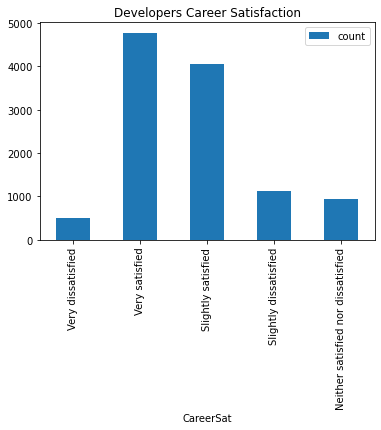 Developers Career Satisfaction
count
5000
4000
3000
2000
1000
0
Very dissatisfied
Very satisfied
Slightly satisfied
Slightly dissatisfied
Neither satisfied nor dissatisfied
CareerSat